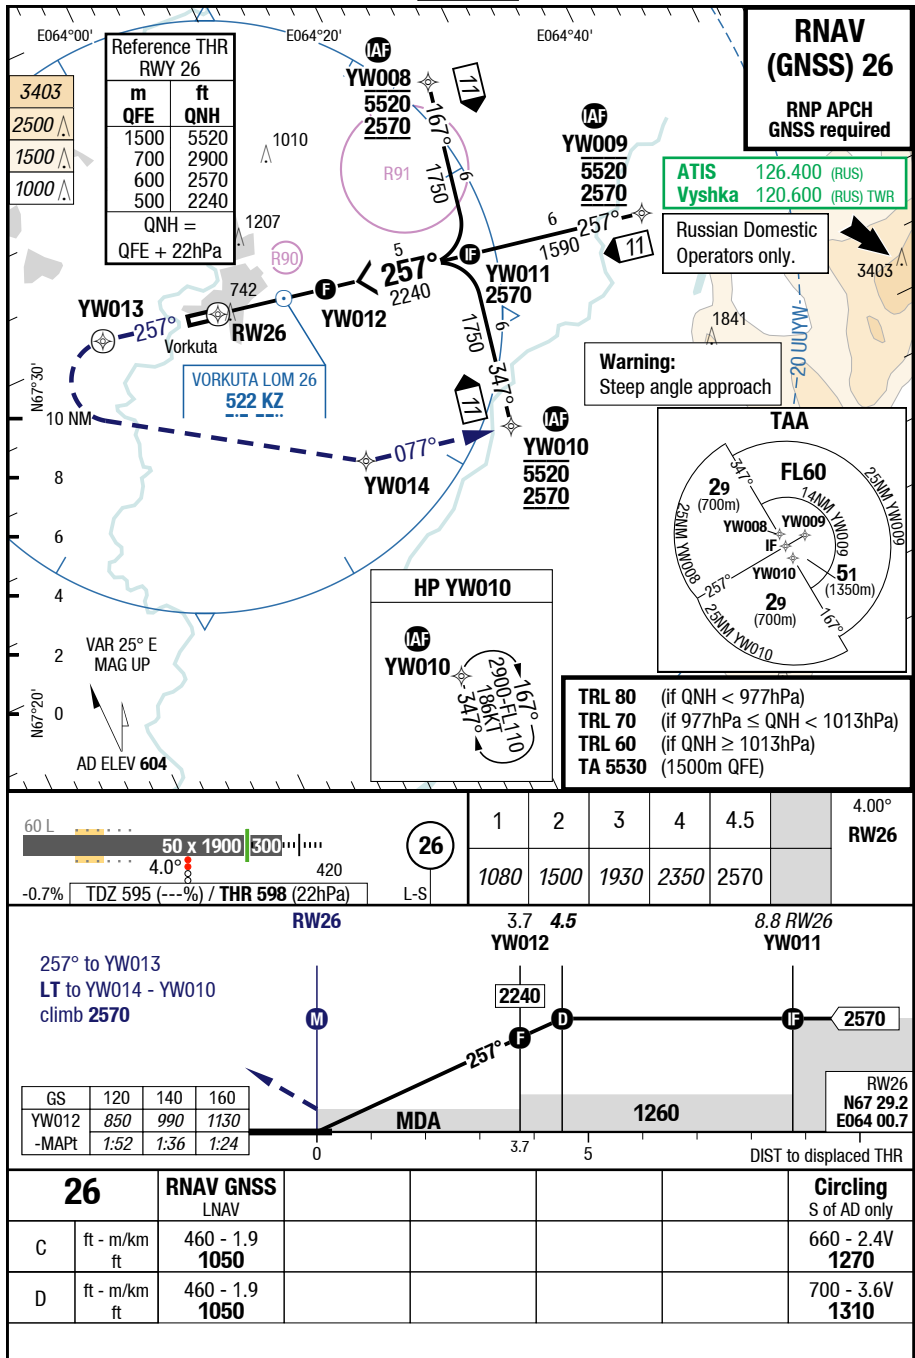 E064°00'
E064°20'
E064°40'
RNAV
(GNSS) 26
RNP APCH
GNSS required
3403
2500
1500
1000
Reference THR
RWY 26
m ft
QFE QNH
1500 5520
700 2900
600 2570
500 2240
QNH =
QFE + 22hPa
IAF
YW008
5520
2570
11
167°
1750
6
R91
1010
1207
R90
IAF
YW009
5520
2570
6
257°
1590
11
ATIS 126.400 (RUS)
Vyshka 120.600 (RUS) TWR
Russian Domestic
Operators only.
3403
5
257°
2240
IF
YW011
2570
F
YW012
742
RW26
Vorkuta
YW013
257°
VORKUTA LOM 26
522 KZ
1750
6
347°
11
IAF
YW010
5520
2570
1841
20 UUYW
Warning:
Steep angle approach
077°
YW014
N67°30'
10 NM
8
6
4
2
0
N67°20'
VAR 25° E
MAG UP
AD ELEV 604
HP YW010
IAF
YW010
167°
2900-FL110
186KT
347°
TAA
FL60
347°
29
(700m)
25NM YW008
25NM YW009
14NM YW009
YW008
YW009
IF
YW010
51
(1350m)
257°
29
(700m)
167°
25NM YW010
TRL 80 (if QNH < 977hPa)
TRL 70 (if 977hPa ≤ QNH < 1013hPa)
TRL 60 (if QNH ≥ 1013hPa)
TA 5530 (1500m QFE)
60 L
50 x 1900 300
4.0°
420
-0.7% TDZ 595 (---%) / THR 598 (22hPa)
26
L-S
1 2 3 4 4.5 4.00°
RW26
1080 1500 1930 2350 2570
RW26
3.7 4.5 8.8 RW26
YW012 YW011
257° to YW013
LT to YW014 - YW010
climb 2570
2240
M
F
D
IF
2570
257°
MDA
1260
RW26
N67 29.2
E064 00.7
GS 120 140 160
YW012 850 990 1130
-MAPt 1:52 1:36 1:24
0 3.7 5 DIST to displaced THR
26 RNAV GNSS Circling
LNAV S of AD only
C ft - m/km 460 - 1.9 660 - 2.4V
ft 1050 1270
D ft - m/km 460 - 1.9 700 - 3.6V
ft 1050 1310